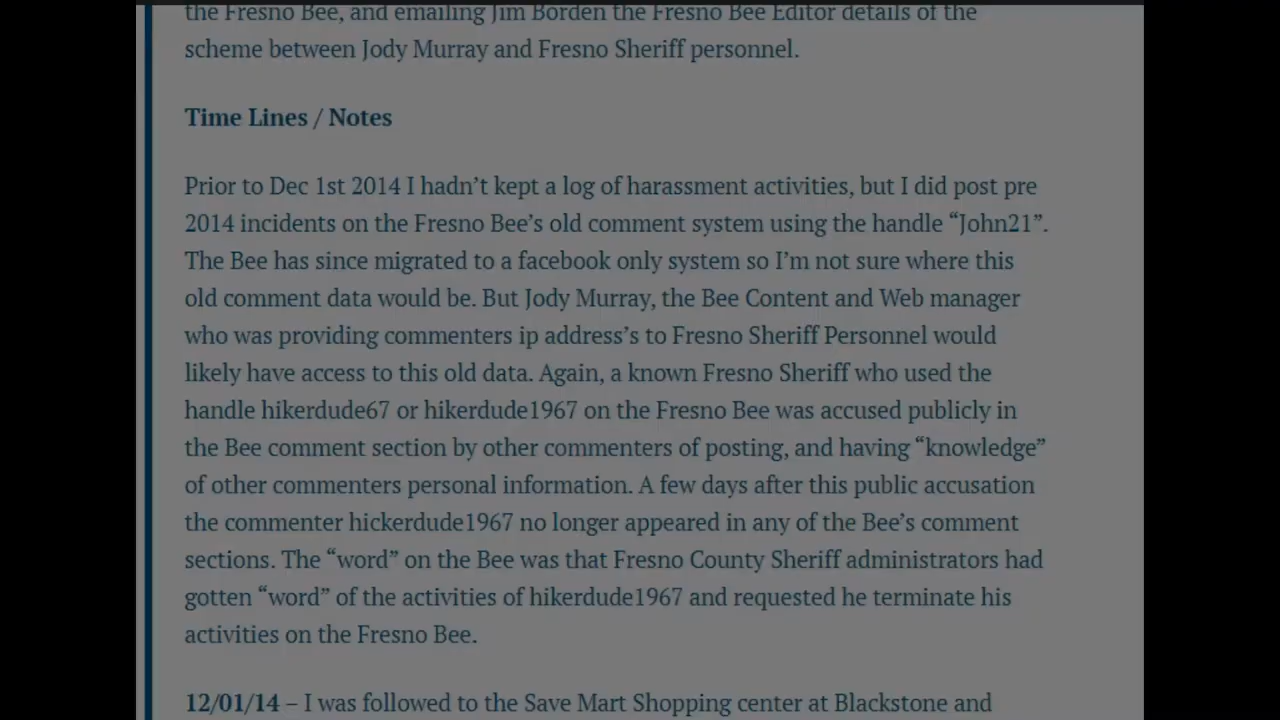 the Fresno Bee, and emailing Jim Borden the Fresno Bee Editor details of the
scheme between Jody Murray and Fresno Sheriff personnel.
Time Lines / Notes
Prior to Dec 1st 2014 I hadn’t kept a log of harassment activities, but I did post pre
2014 incidents on the Fresno Bee’s old comment system using the handle “John21”.
The Bee has since migrated to a facebook only system so I’m not sure where this
old comment data would be. But Jody Murray, the Bee Content and Web manager
who was providing commenters ip address’s to Fresno Sheriff Personnel would
likely have access to this old data. Again, a known Fresno Sheriff who used the
handle hikerdude67 or hikerdude1967 on the Fresno Bee was accused publicly in
the Bee comment section by other commenters of posting, and having “knowledge”
of other commenters personal information. A few days after this public accusation
the commenter hickerdude1967 no longer appeared in any of the Bee’s comment
sections. The “word” on the Bee was that Fresno County Sheriff administrators had
gotten “word” of the activities of hikerdude1967 and requested he terminate his
activities on the Fresno Bee.
12/01/14 – I was followed to the Save Mart Shopping center at Blackstone and